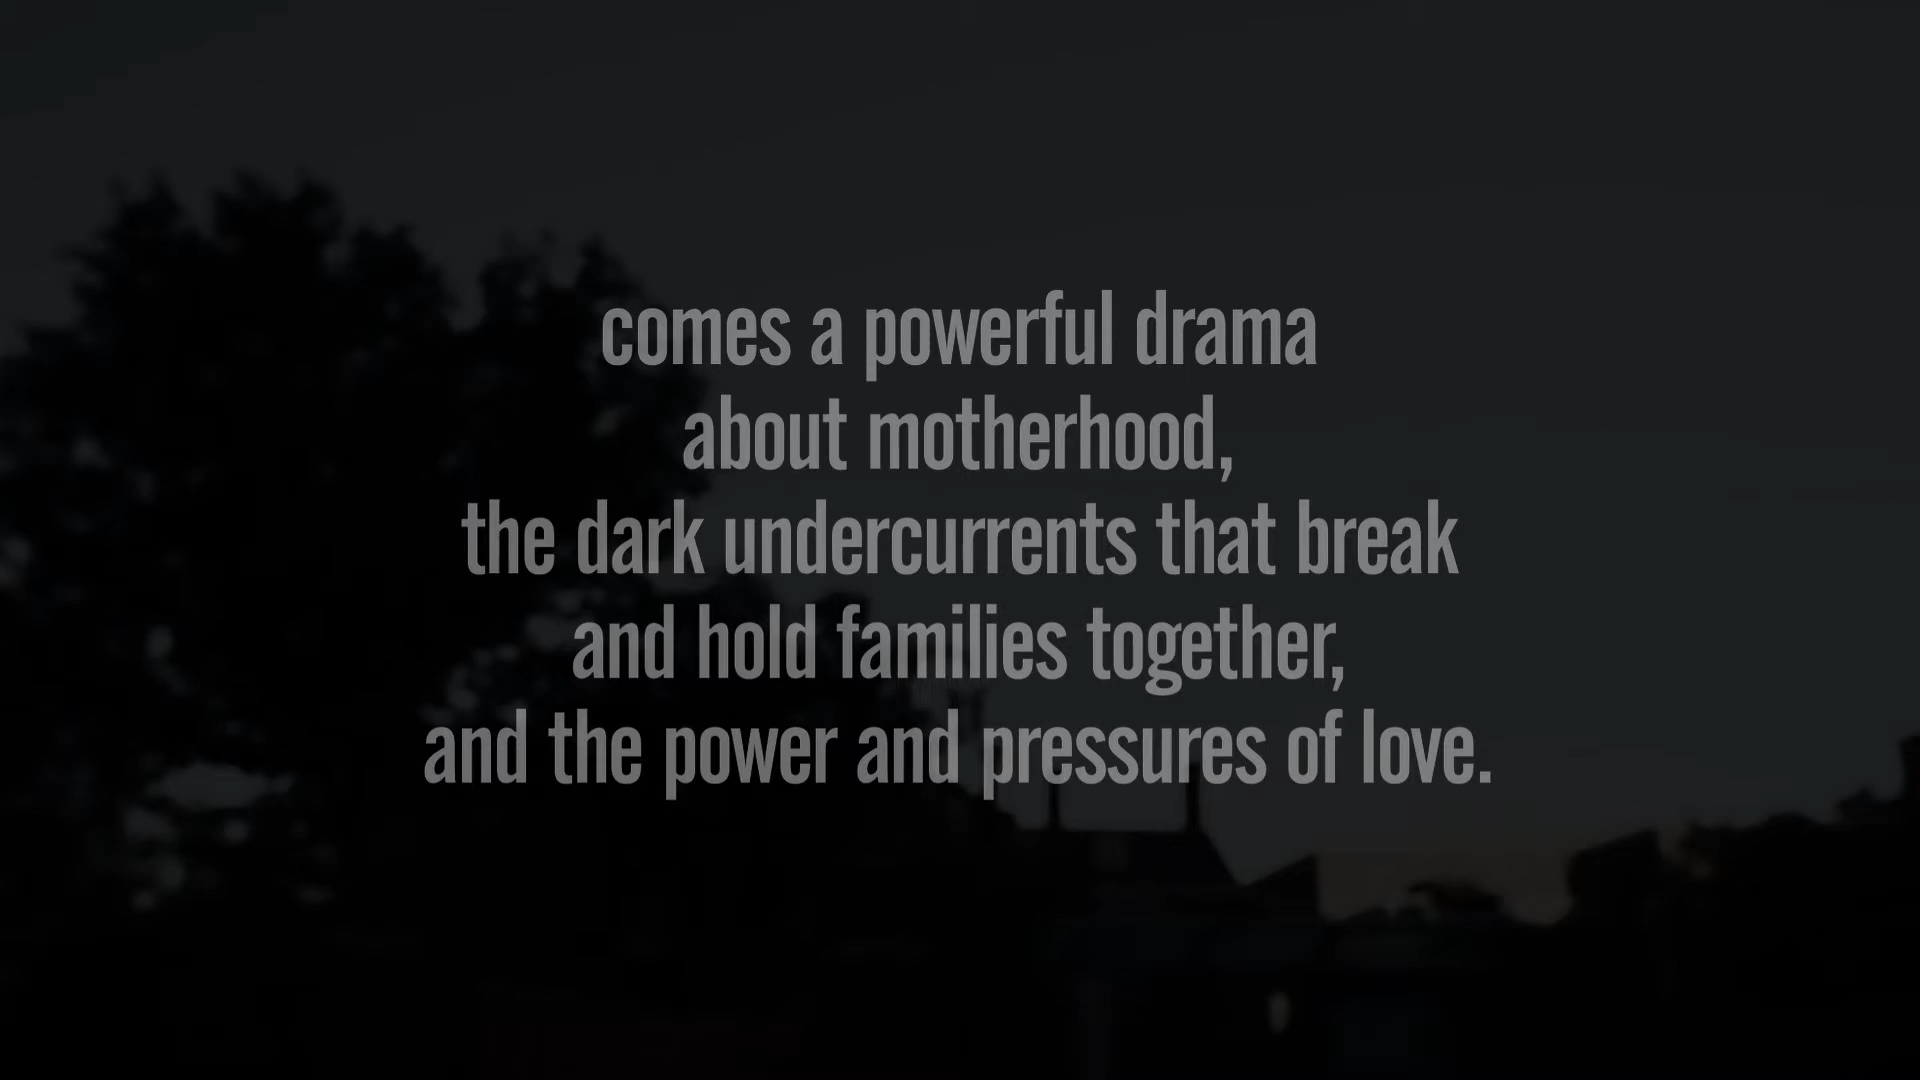 comes a powerful drama
about motherhood,
the dark undercurrents that break
and hold families together,
and the power and pressures of love.